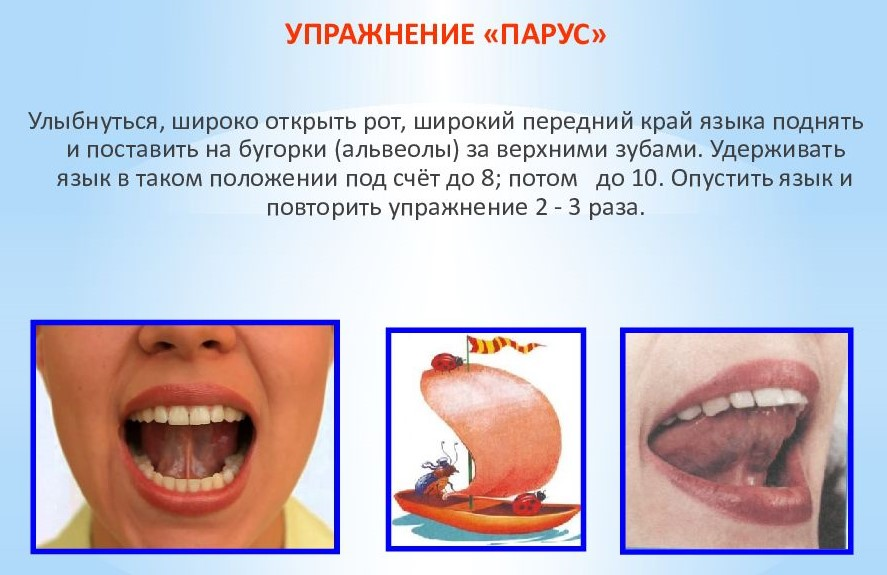 УПРАЖНЕНИЕ «ПАРУС»
Улыбнуться, широко открыть рот, широкий передний край языка поднять
и поставить на бугорки (альвеолы) за верхними зубами. Удерживать
язык в таком положении под счёт до 8; потом до 10. Опустить язык и
повторить упражнение 2 - 3 раза.